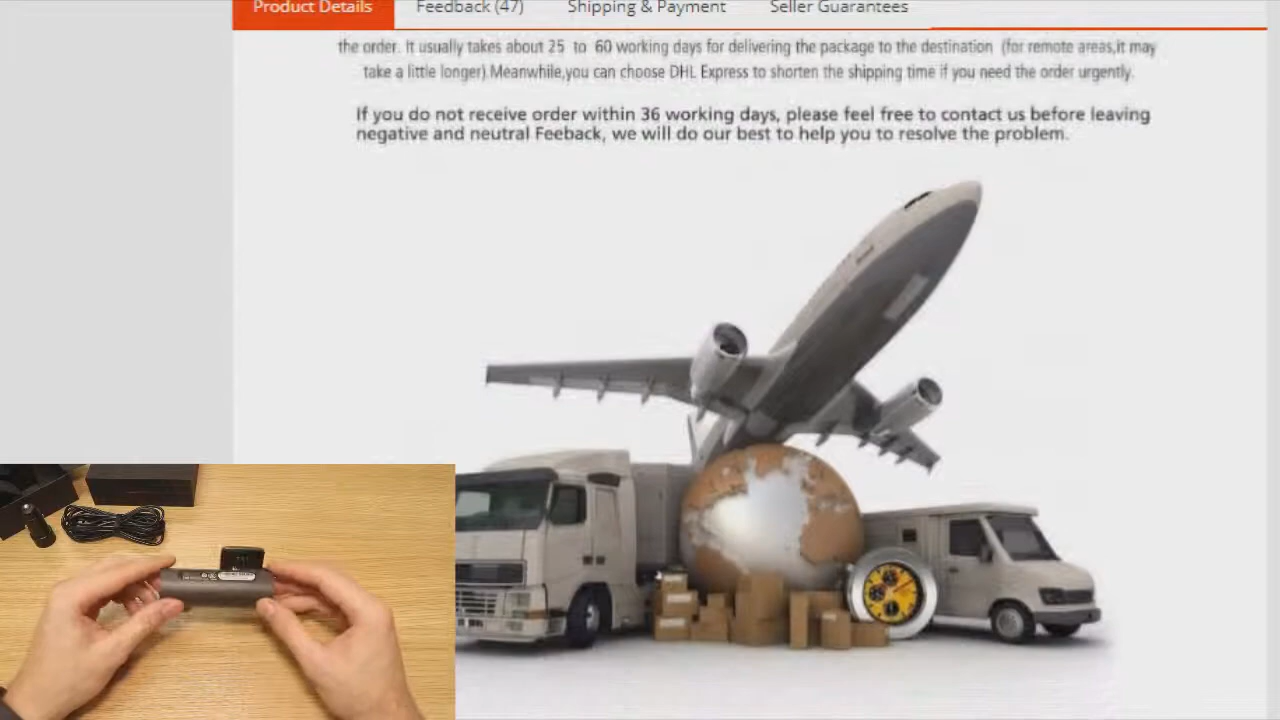 Product Details Feedback (47) Shipping & Payment Seller Guarantees
the order. It usually takes about 25 to 60 working days for delivering the package to the destination (for remote areas,it may
take a little longer).Meanwhile,you can choose DHL Express to shorten the shipping time if you need the order urgently.
If you do not receive order within 36 working days, please feel free to contact us before leaving
negative and neutral Feeback, we will do our best to help you to resolve the problem.